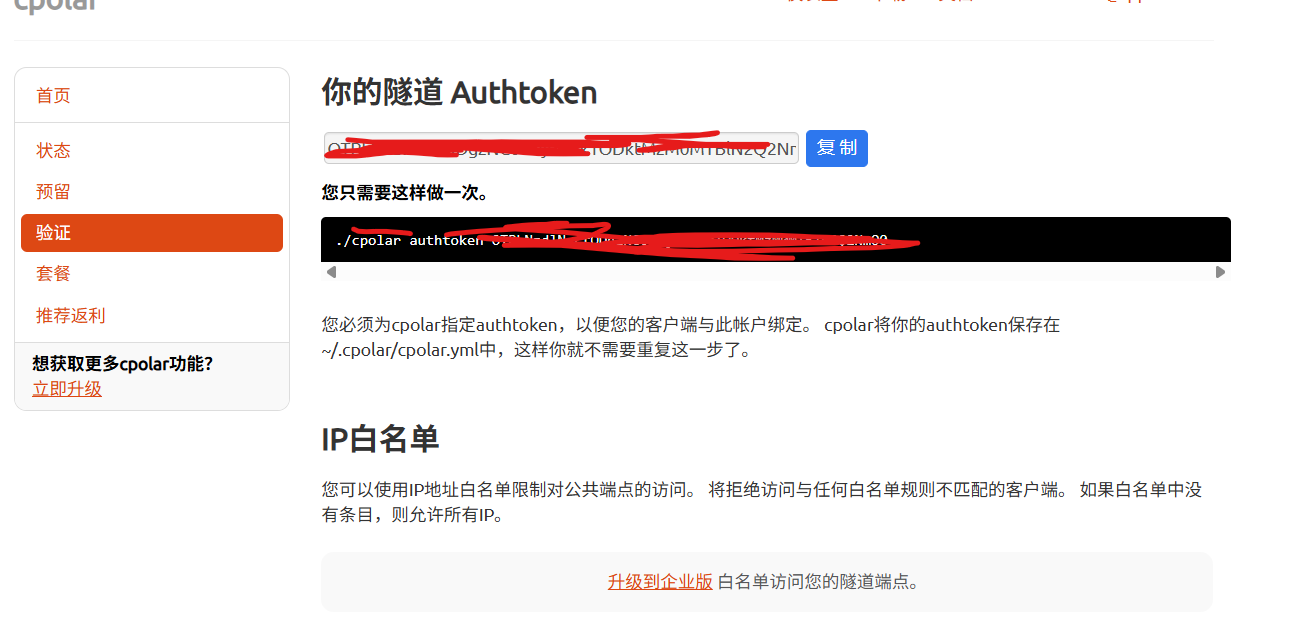 cpolar
首页
状态
预留
验证
套餐
推荐返利
想获取更多cpolar功能?
立即升级
你的隧道 Authtoken
复制
您只需要这样做一次。
./cpolar authtoken
您必须为cpolar指定authtoken，以便您的客户端与此帐户绑定。 cpolar将你的authtoken保存在
~/.cpolar/cpolar.yml中，这样你就不需要重复这一步了。
IP白名单
您可以使用IP地址白名单限制对公共端点的访问。 将拒绝访问与任何白名单规则不匹配的客户端。 如果白名单中没
有条目，则允许所有IP。
升级到企业版 白名单访问您的隧道端点。